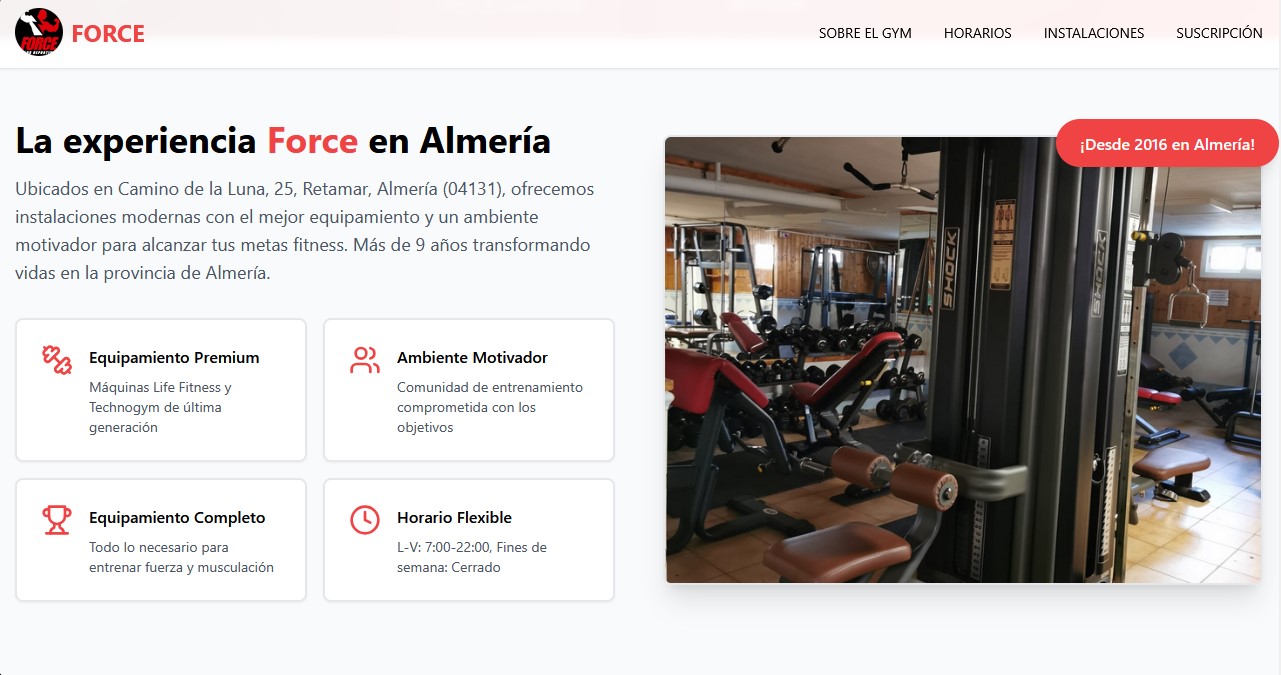 FORCE
FORCE
SOBRE EL GYM
HORARIOS
INSTALACIONES
SUSCRIPCIÓN
La experiencia Force en Almería
Ubicados en Camino de la Luna, 25, Retamar, Almería (04131), ofrecemos
instalaciones modernas con el mejor equipamiento y un ambiente
motivador para alcanzar tus metas fitness. Más de 9 años transformando
vidas en la provincia de Almería.
Equipamiento Premium
Máquinas Life Fitness y
Technogym de última
generación
Ambiente Motivador
Comunidad de entrenamiento
comprometida con los
objetivos
Equipamiento Completo
Todo lo necesario para
entrenar fuerza y musculación
Horario Flexible
L-V: 7:00-22:00, Fines de
semana: Cerrado
¡Desde 2016 en Almería!
SHOCK
SHOCK